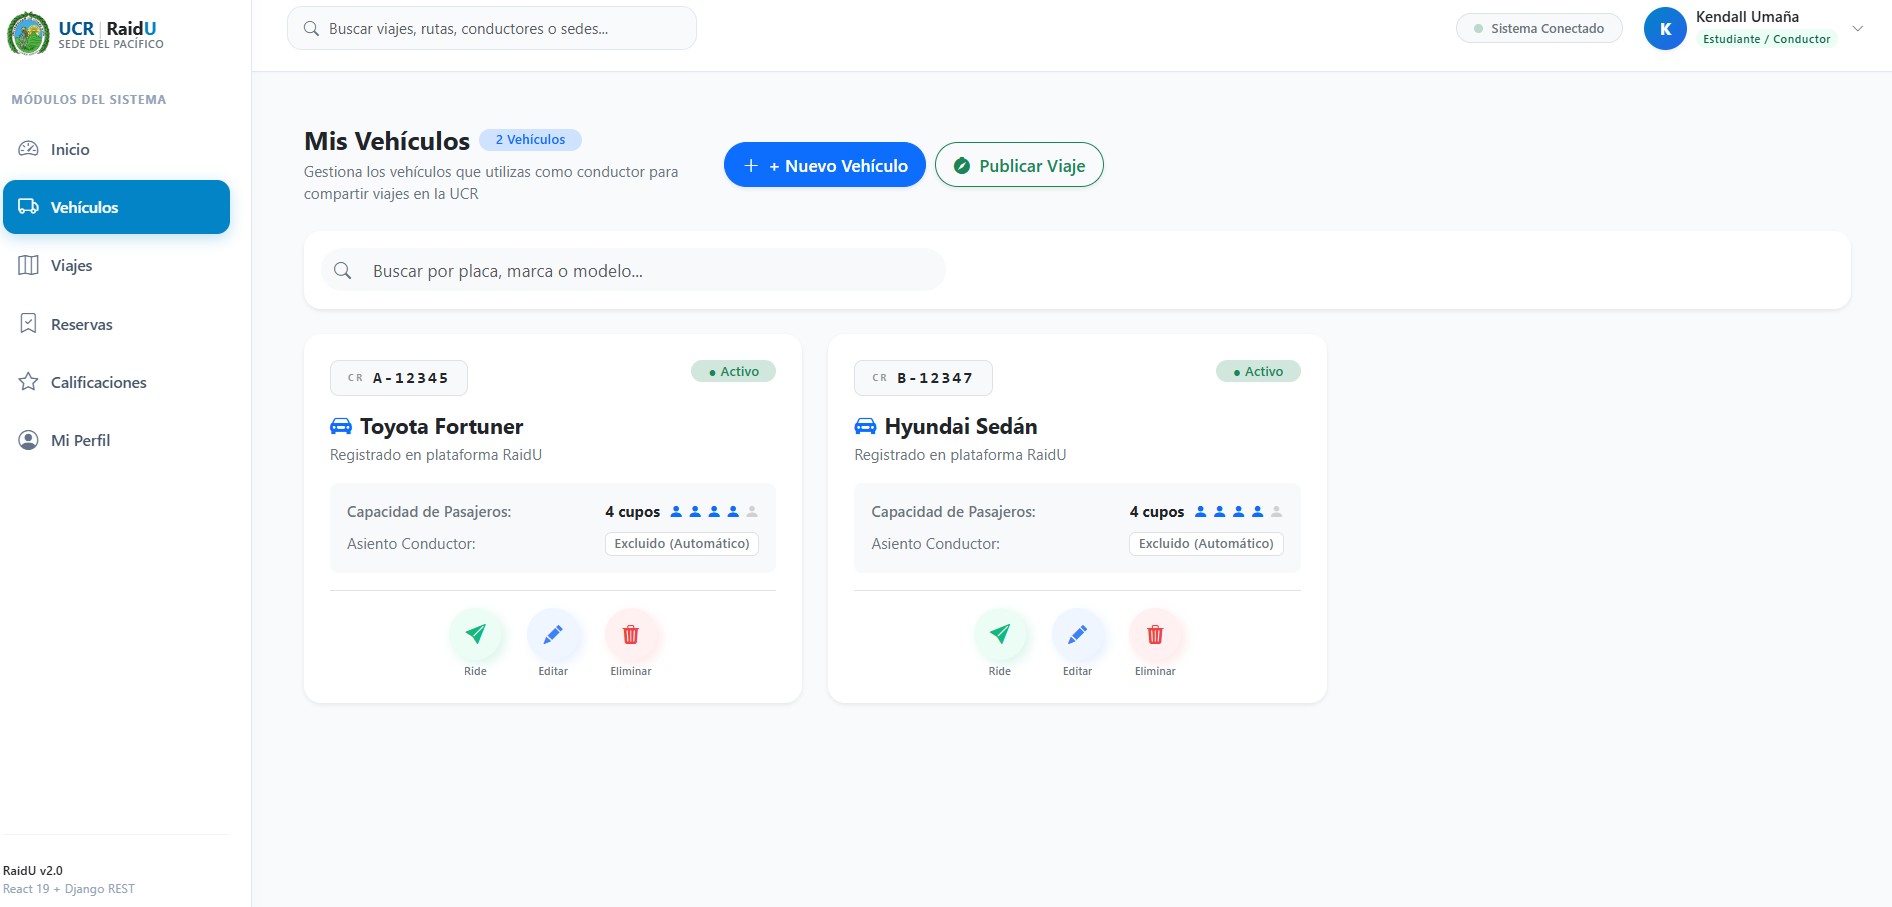 UCR | RaidU
SEDE DEL PACÍFICO
Buscar viajes, rutas, conductores o sedes...
Sistema Conectado
K
Kendall Umaña
Estudiante / Conductor
MÓDULOS DEL SISTEMA
Inicio
Vehículos
Viajes
Reservas
Calificaciones
Mi Perfil
RaidU v2.0
React 19 + Django REST
Mis Vehículos
2 Vehículos
Gestiona los vehículos que utilizas como conductor para
compartir viajes en la UCR
+ Nuevo Vehículo
Publicar Viaje
Buscar por placa, marca o modelo...
CR A-12345
Activo
Toyota Fortuner
Registrado en plataforma RaidU
Capacidad de Pasajeros: 4 cupos
Asiento Conductor: Excluido (Automático)
Ride Editar Eliminar
CR B-12347
Activo
Hyundai Sedán
Registrado en plataforma RaidU
Capacidad de Pasajeros: 4 cupos
Asiento Conductor: Excluido (Automático)
Ride Editar Eliminar